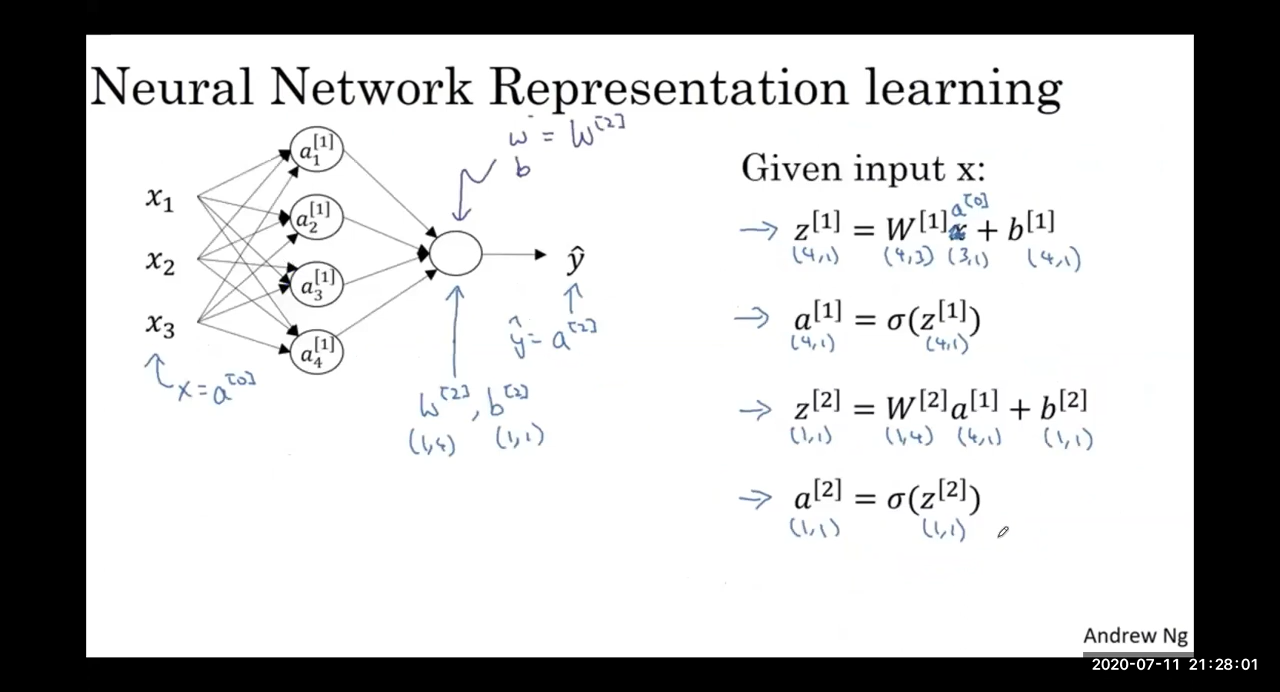 Neural Network Representation learning
w = W[2]
b
a₁[1]
a₂[1]
a₃[1]
a₄[1]
x₁
x₂
x₃
ŷ
x = a[0]
ŷ = a[2]
W[2], b[2]
(1,4) (1,1)
Given input x:
a[0]
→ z[1] = W[1]x + b[1]
(4,1) (4,3) (3,1) (4,1)
→ a[1] = σ(z[1])
(4,1) (4,1)
→ z[2] = W[2]a[1] + b[2]
(1,1) (1,4) (4,1) (1,1)
→ a[2] = σ(z[2])
(1,1) (1,1)
Andrew Ng
2020-07-11 21:28:01